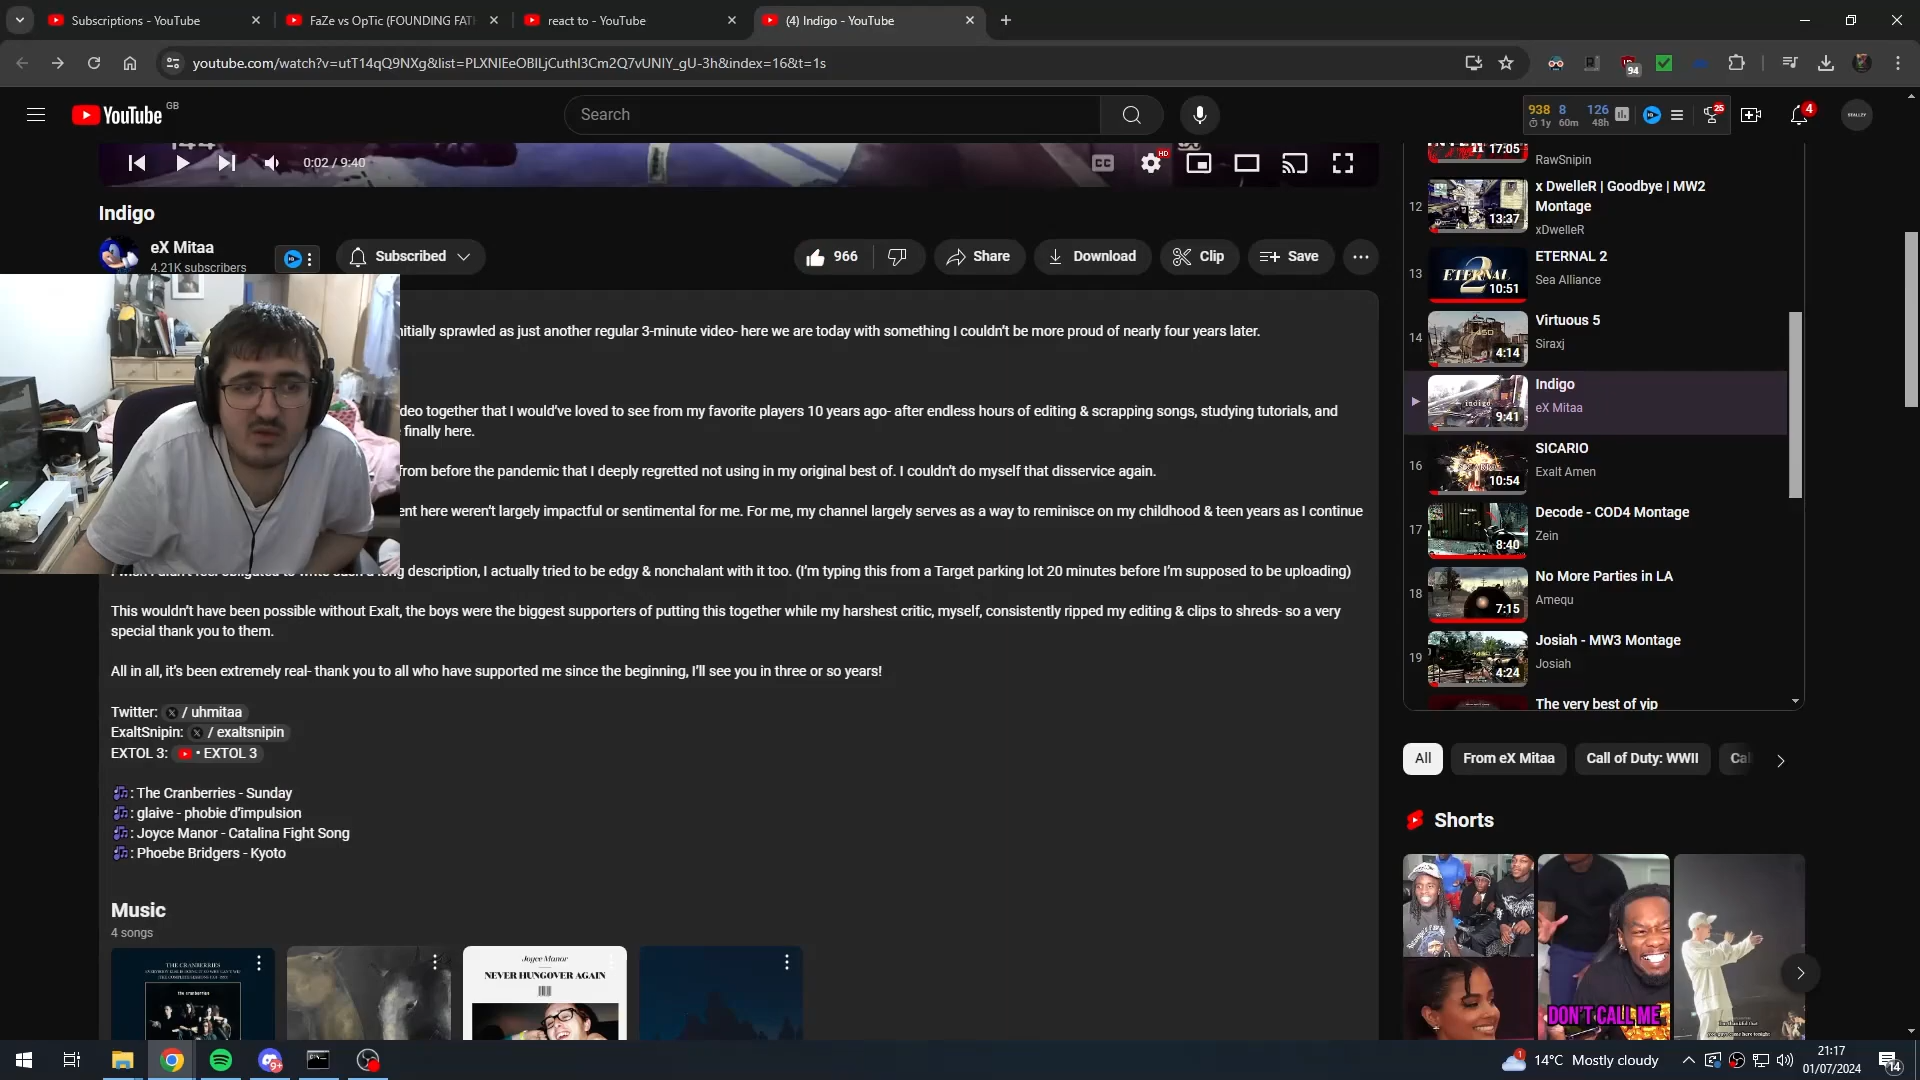 Subscriptions - YouTube
FaZe vs OpTic (FOUNDING FAT
react to - YouTube
(4) Indigo - YouTube
youtube.com/watch?v=utT14qQ9NXg&list=PLXNIEeOBILjCuthI3Cm2Q7vUNIY_gU-3h&index=16&t=1s
94
YouTube GB
Search
938 8 126
1y 60m 48h
25
4
0:02 / 9:40
CC
HD
Indigo
eX Mitaa
4.21K subscribers
Subscribed
966
Share
Download
Clip
Save
nitially sprawled as just another regular 3-minute video- here we are today with something I couldn't be more proud of nearly four years later.
deo together that I would've loved to see from my favorite players 10 years ago- after endless hours of editing & scrapping songs, studying tutorials, and
finally here.
from before the pandemic that I deeply regretted not using in my original best of. I couldn't do myself that disservice again.
ent here weren't largely impactful or sentimental for me. For me, my channel largely serves as a way to reminisce on my childhood & teen years as I continue
long description, I actually tried to be edgy & nonchalant with it too. (I'm typing this from a Target parking lot 20 minutes before I'm supposed to be uploading)
This wouldn't have been possible without Exalt, the boys were the biggest supporters of putting this together while my harshest critic, myself, consistently ripped my editing & clips to shreds- so a very
special thank you to them.
All in all, it's been extremely real- thank you to all who have supported me since the beginning, I'll see you in three or so years!
Twitter: / uhmitaa
ExaltSnipin: / exaltsnipin
EXTOL 3: • EXTOL 3
🎶: The Cranberries - Sunday
🎶: glaive - phobie d'impulsion
🎶: Joyce Manor - Catalina Fight Song
🎶: Phoebe Bridgers - Kyoto
Music
4 songs
THE CRANBERRIES
the cranberries
Joyce Manor
NEVER HUNGOVER AGAIN
17:05
RawSnipin
12
13:37
x DwelleR | Goodbye | MW2
Montage
xDwelleR
13
ETERNAL
2
10:51
ETERNAL 2
Sea Alliance
14
4:14
Virtuous 5
Siraxj
indigo
9:41
Indigo
eX Mitaa
16
10:54
SICARIO
Exalt Amen
17
8:40
Decode - COD4 Montage
Zein
18
7:15
No More Parties in LA
Amequ
19
4:24
Josiah - MW3 Montage
Josiah
The very best of yip
All
From eX Mitaa
Call of Duty: WWII
Cal
Shorts
DON'T CALL ME
9+
1
14°C Mostly cloudy
21:17
01/07/2024
14